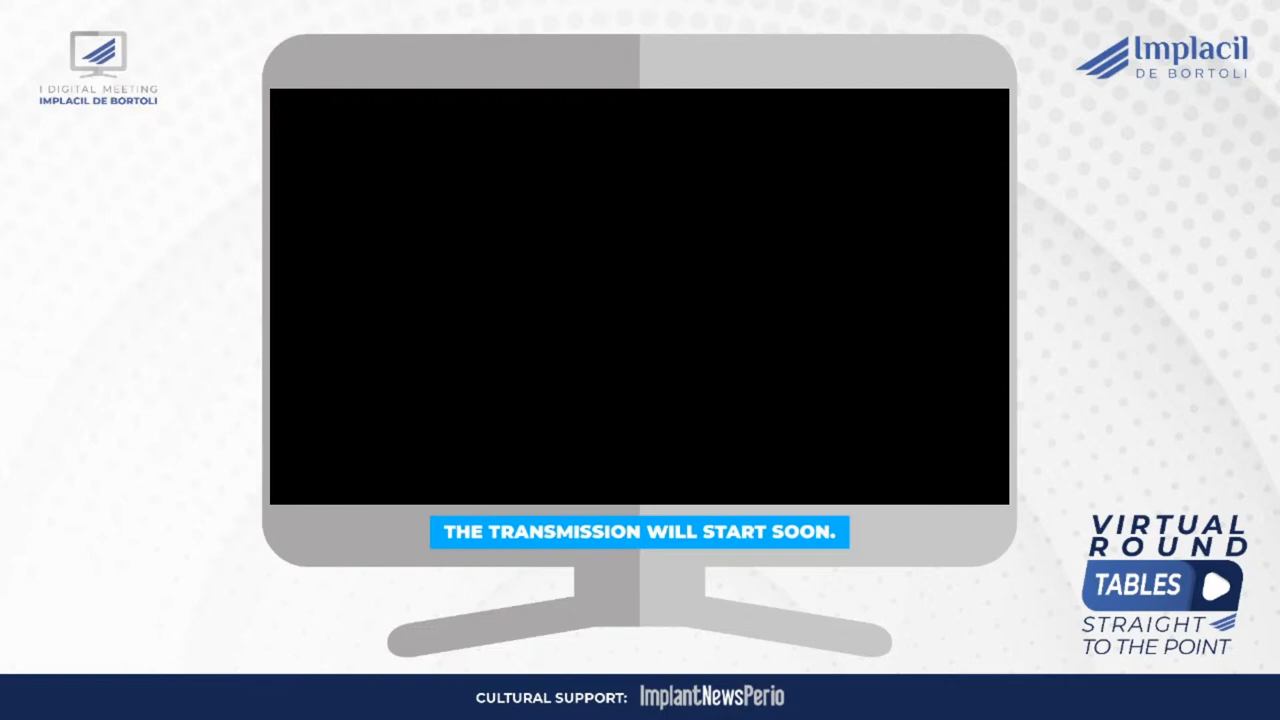 I DIGITAL MEETING
IMPLACIL DE BORTOLI
Implacil
DE BORTOLI
THE TRANSMISSION WILL START SOON.
VIRTUAL
ROUND
TABLES
STRAIGHT
TO THE POINT
CULTURAL SUPPORT: ImplantNewsPerio